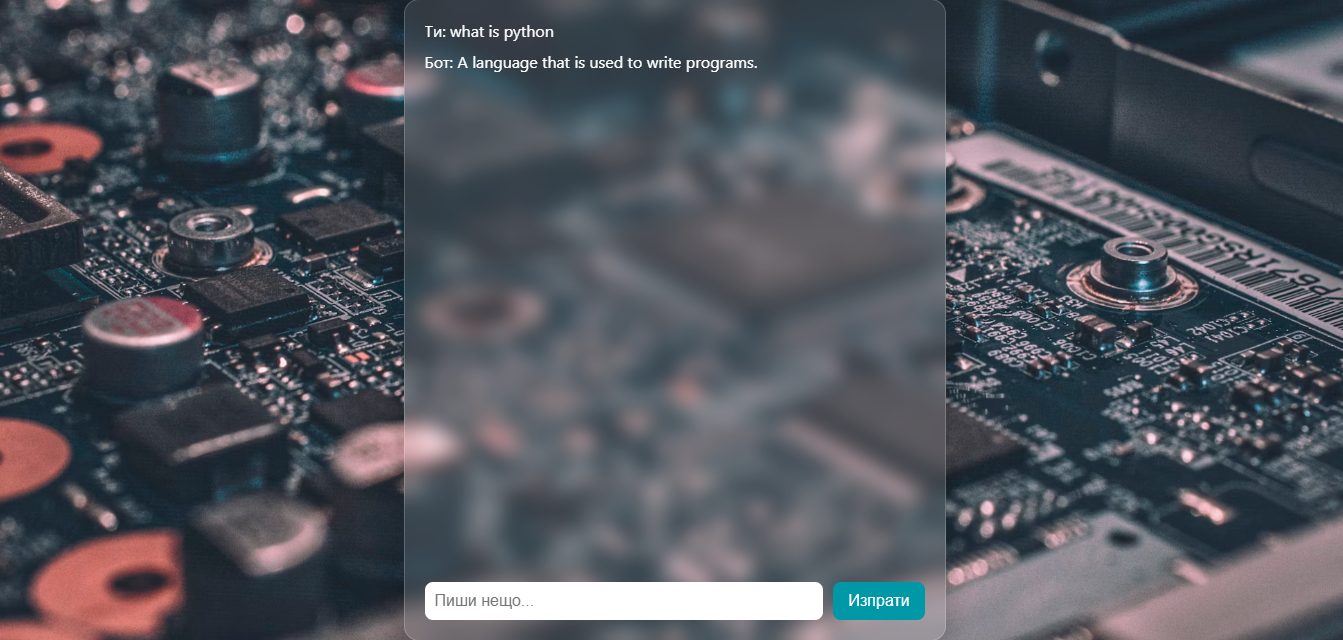 Ти: what is python
Бот: A language that is used to write programs.
Пиши нещо...
Изпрати